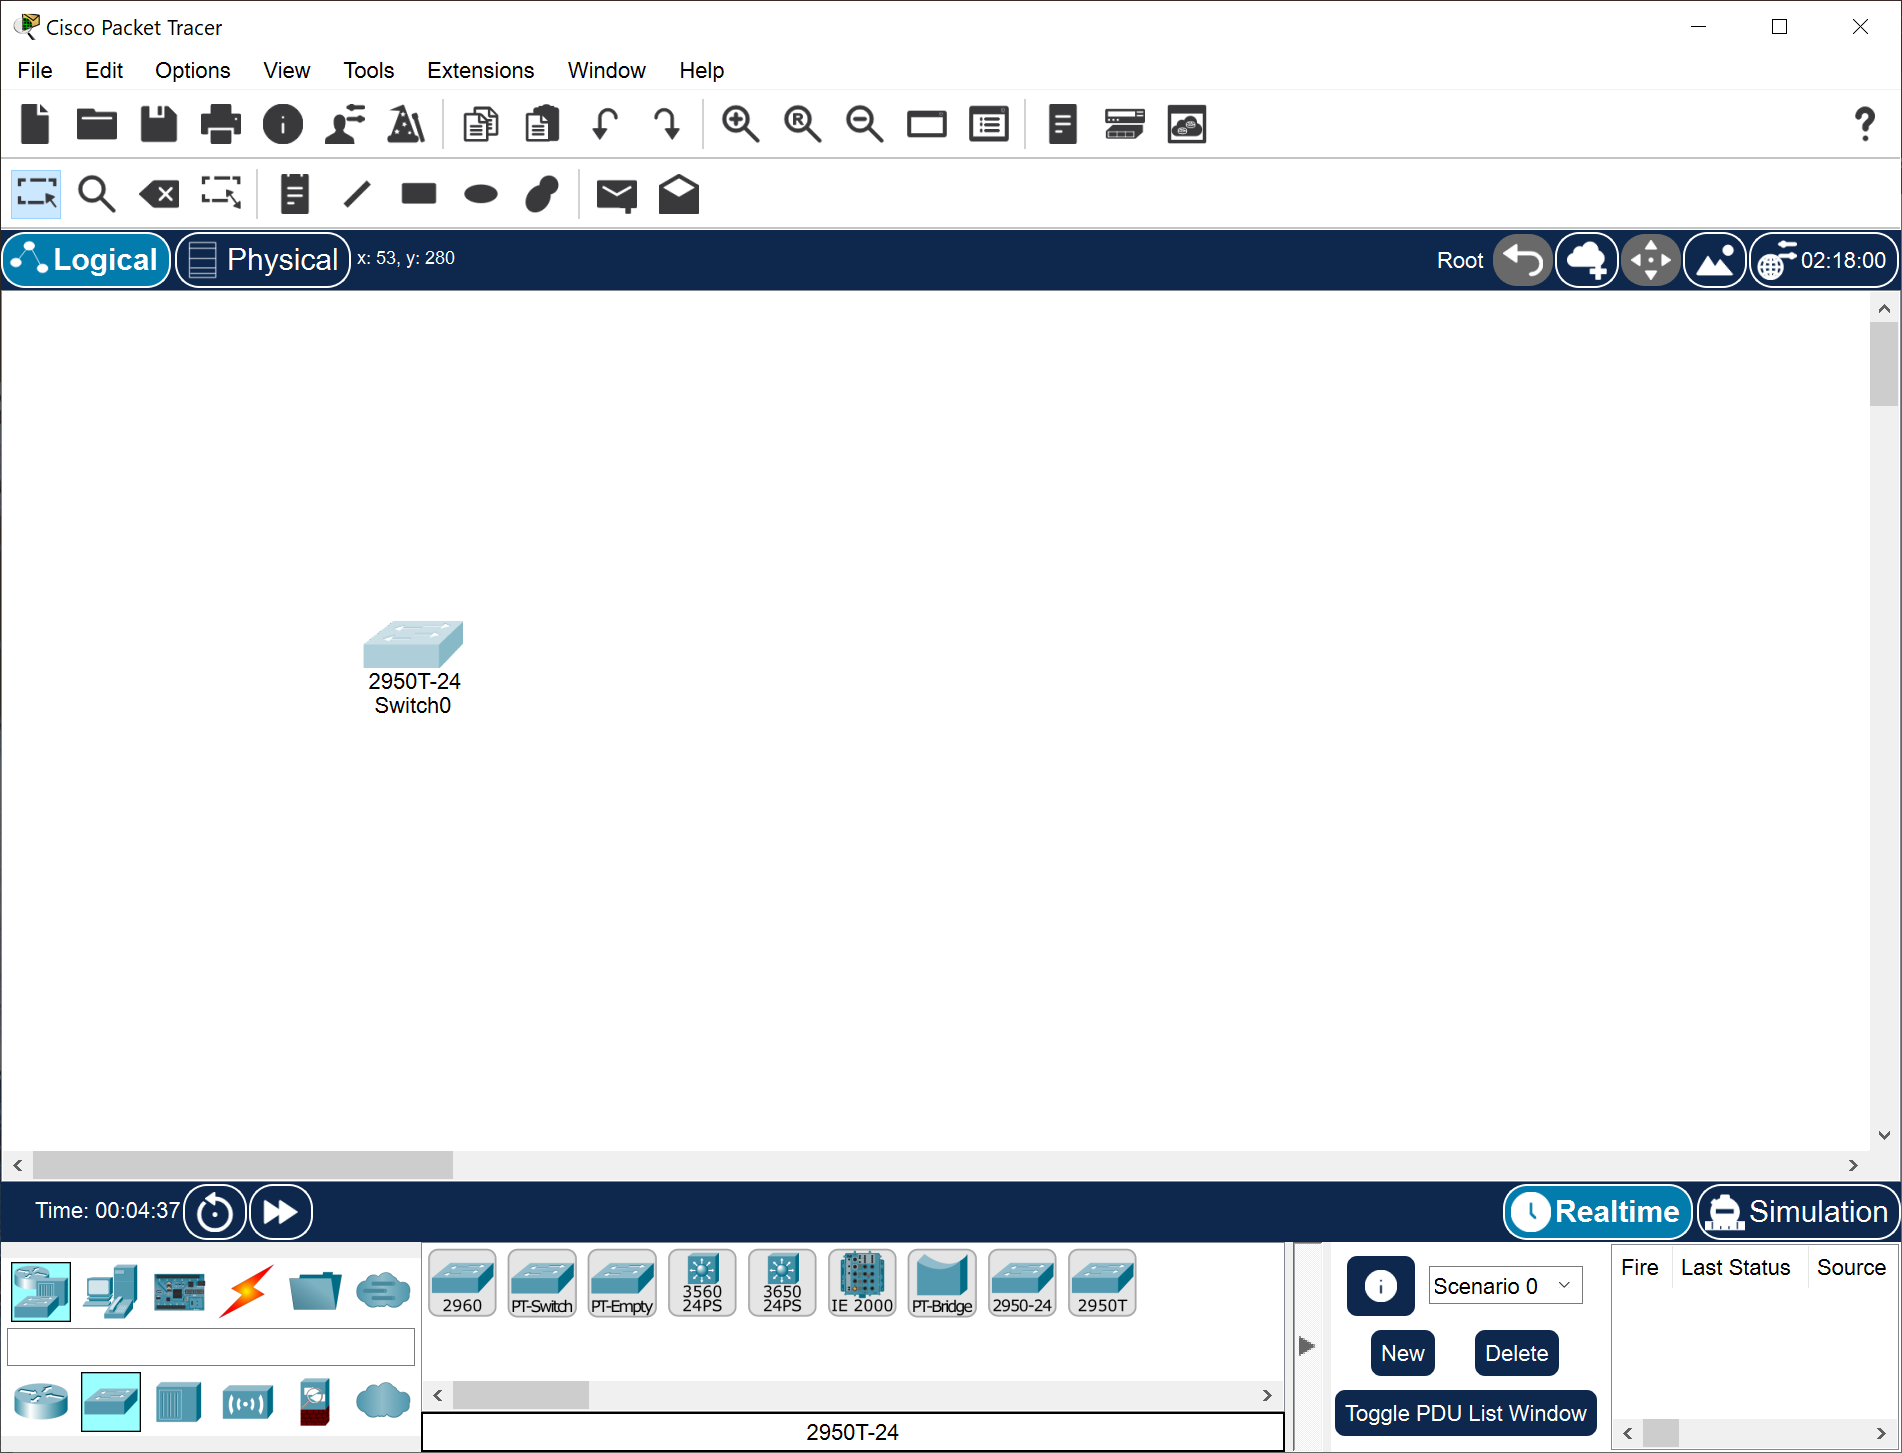 Cisco Packet Tracer
File Edit Options View Tools Extensions Window Help
Logical Physical x: 53, y: 280 Root 02:18:00
2950T-24
Switch0
Time: 00:04:37 Realtime Simulation
2960 PT-Switch PT-Empty 3560 24PS 3650 24PS IE 2000 PT-Bridge 2950-24 2950T
Scenario 0
Fire Last Status Source
New Delete
Toggle PDU List Window
2950T-24